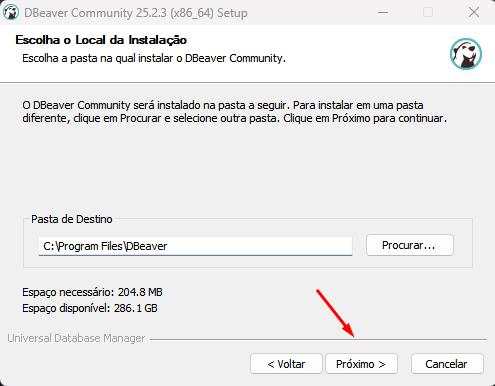 DBeaver Community 25.2.3 (x86_64) Setup
Escolha o Local da Instalação
Escolha a pasta na qual instalar o DBeaver Community.
O DBeaver Community será instalado na pasta a seguir. Para instalar em uma pasta
diferente, clique em Procurar e selecione outra pasta. Clique em Próximo para continuar.
Pasta de Destino
C:\Program Files\DBeaver
Procurar...
Espaço necessário: 204.8 MB
Espaço disponível: 286.1 GB
Universal Database Manager
< Voltar Próximo > Cancelar